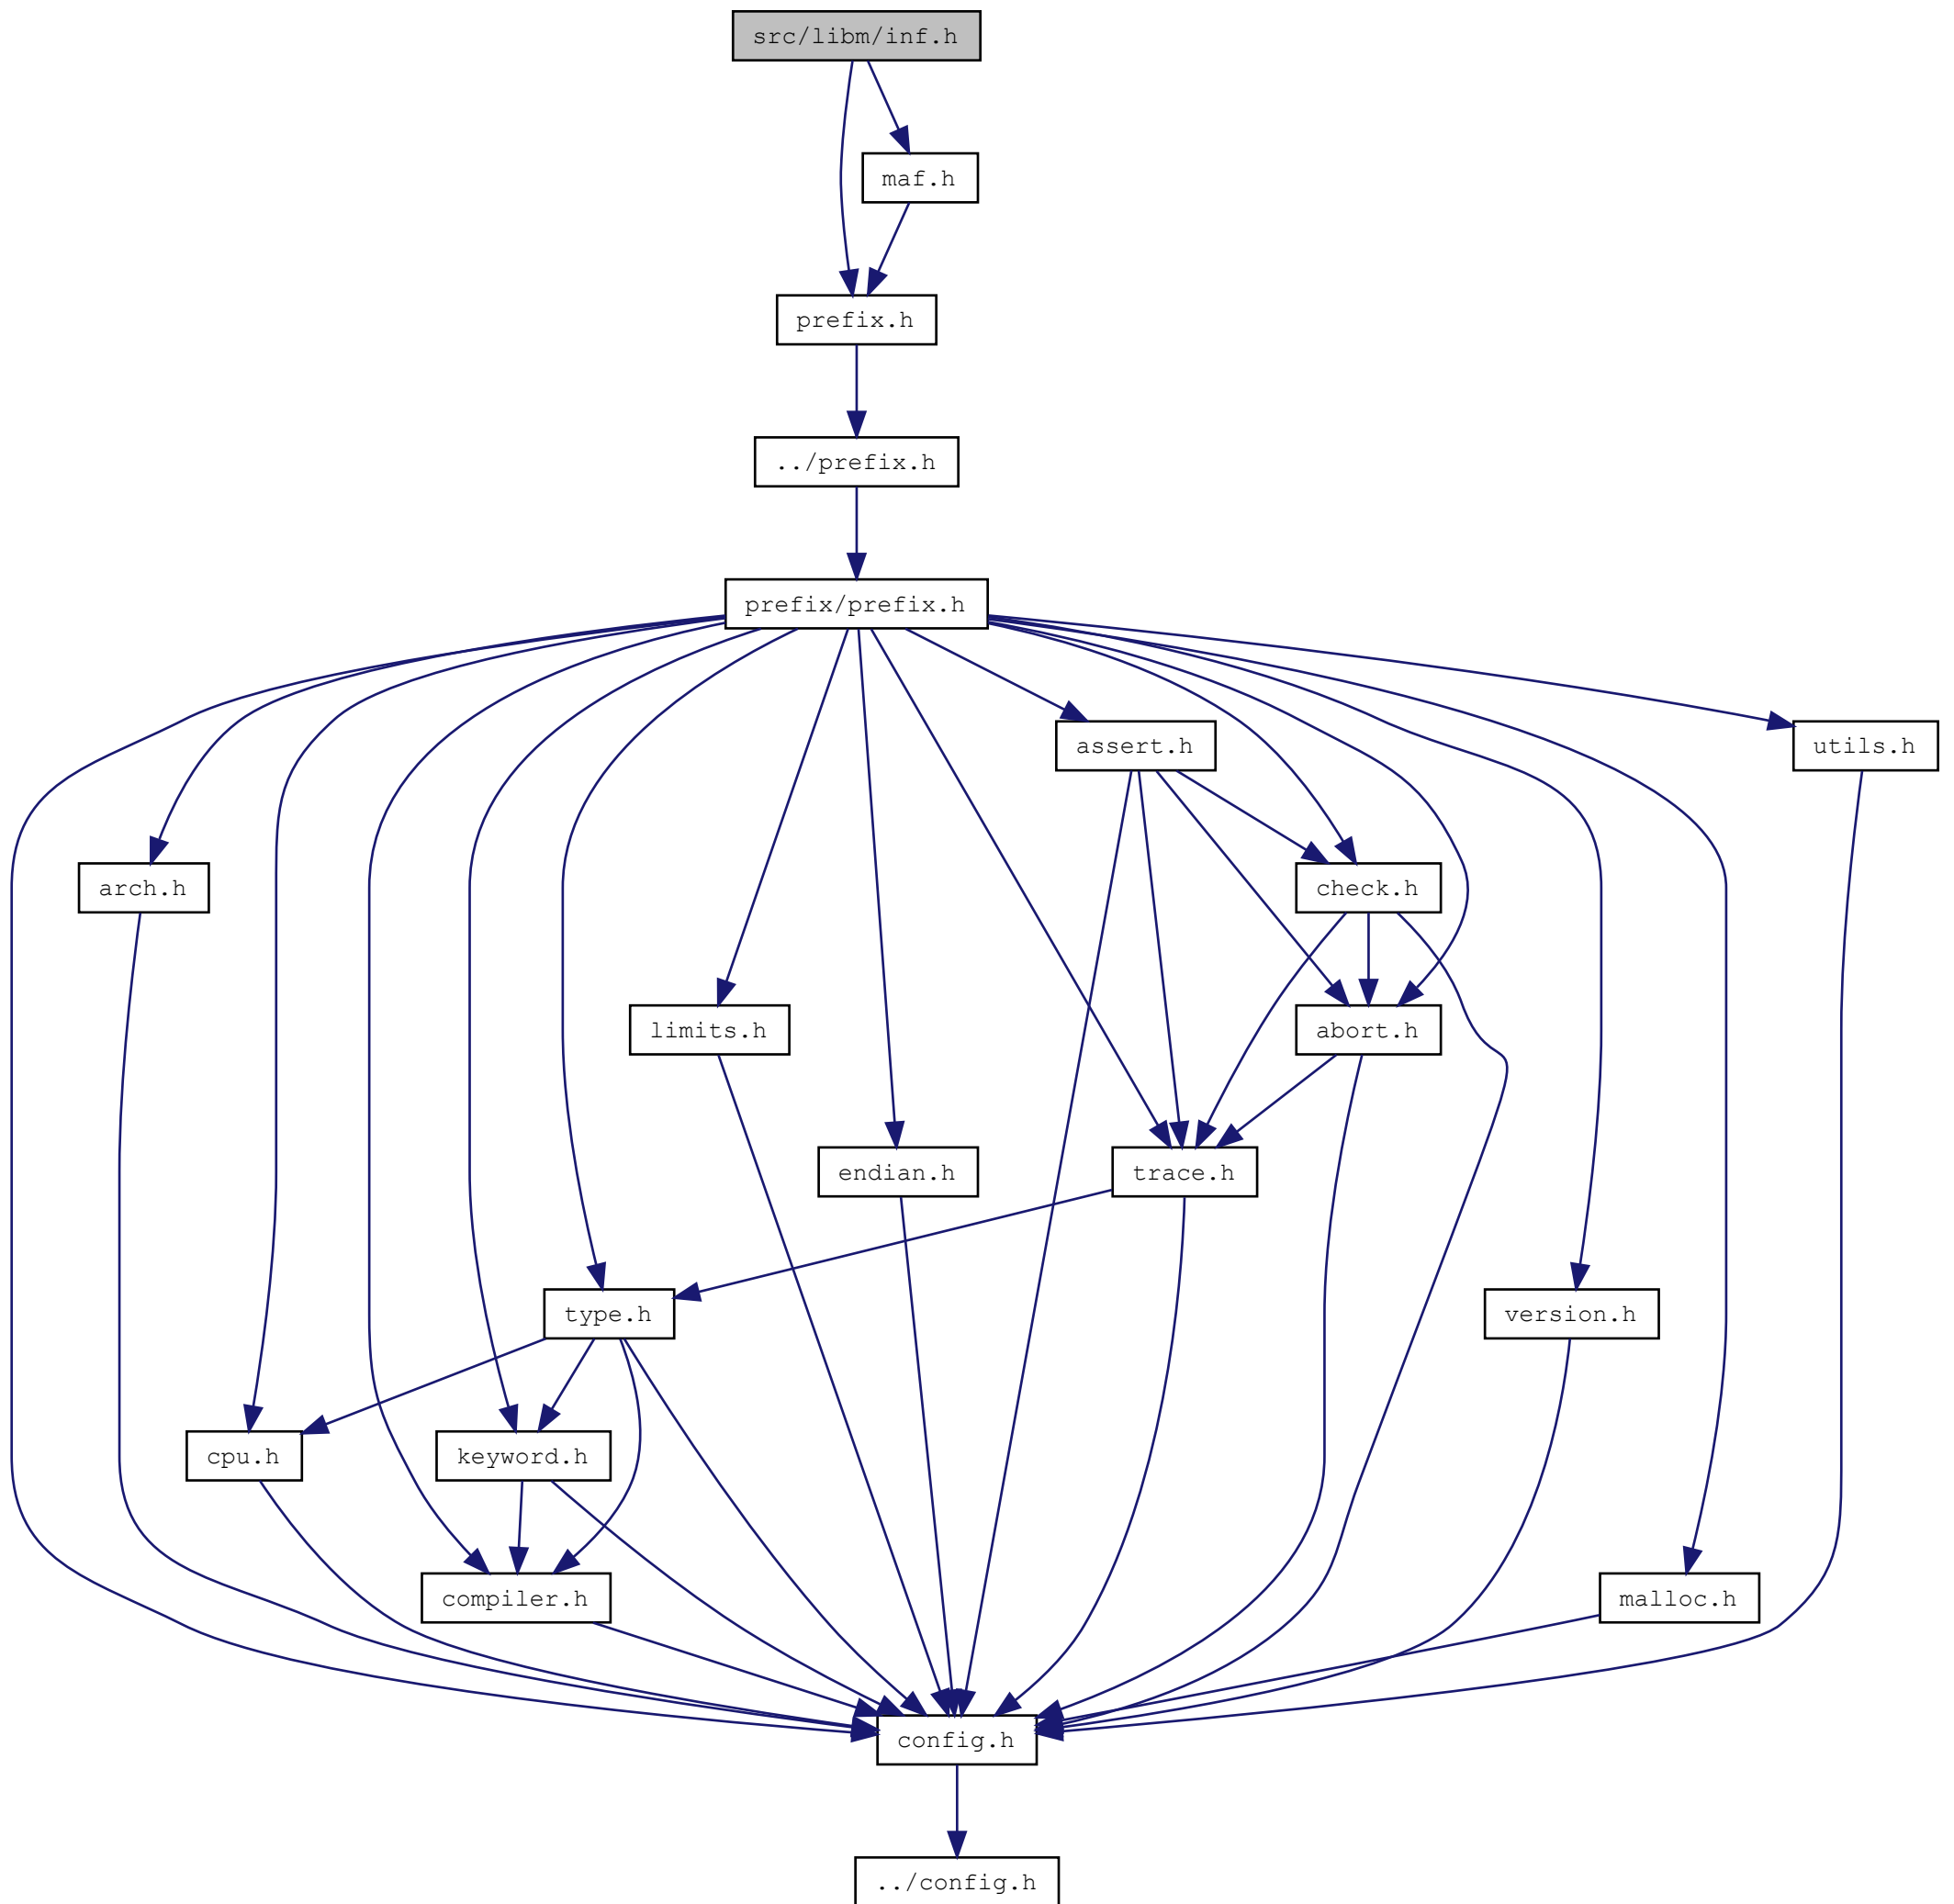 src/libm/inf.h
maf.h
prefix.h
../prefix.h
prefix/prefix.h
assert.h
utils.h
arch.h
check.h
limits.h
abort.h
endian.h
trace.h
type.h
version.h
cpu.h
keyword.h
compiler.h
malloc.h
config.h
../config.h